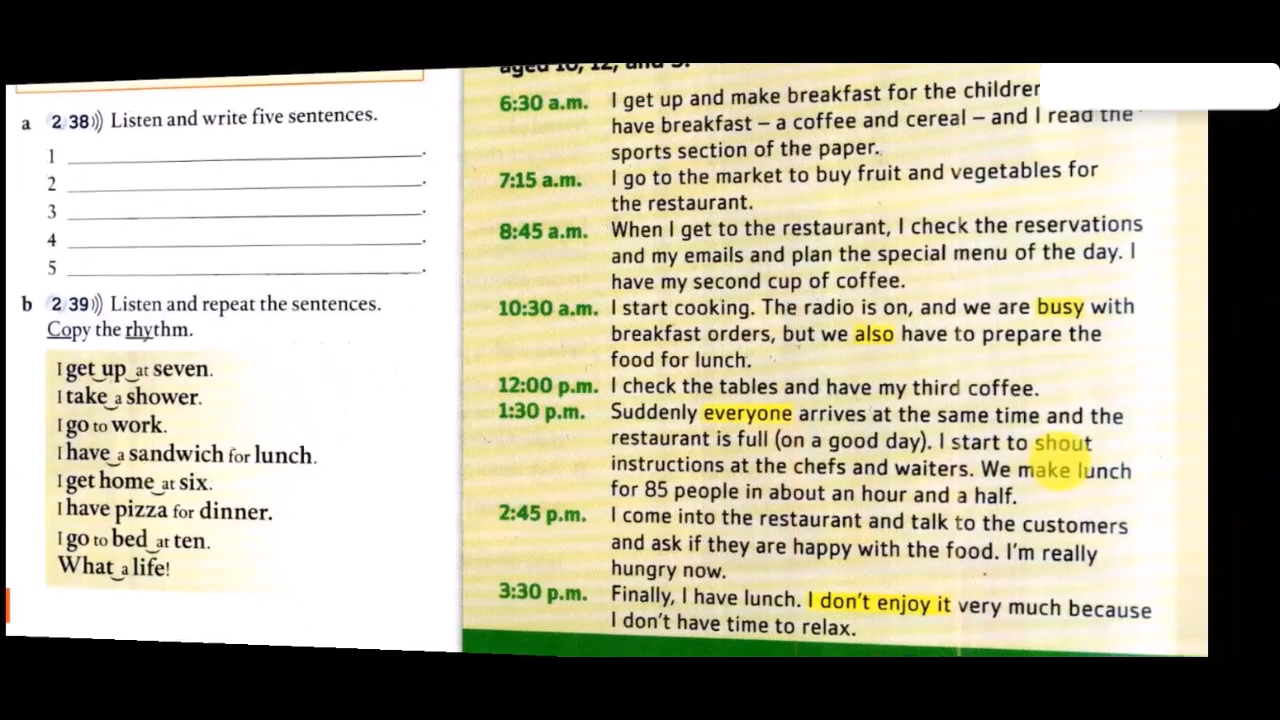 a 2 38)) Listen and write five sentences.
1 .
2 .
3 .
4 .
5 .
b 2 39)) Listen and repeat the sentences.
Copy the rhythm.
I get up at seven.
I take a shower.
I go to work.
I have a sandwich for lunch.
I get home at six.
I have pizza for dinner.
I go to bed at ten.
What a life!
6:30 a.m. I get up and make breakfast for the
have breakfast – a coffee and cereal – and I read the
sports section of the paper.
7:15 a.m. I go to the market to buy fruit and vegetables for
the restaurant.
8:45 a.m. When I get to the restaurant, I check the reservations
and my emails and plan the special menu of the day. I
have my second cup of coffee.
10:30 a.m. I start cooking. The radio is on, and we are busy with
breakfast orders, but we also have to prepare the
food for lunch.
12:00 p.m. I check the tables and have my third coffee.
1:30 p.m. Suddenly everyone arrives at the same time and the
restaurant is full (on a good day). I start to shout
instructions at the chefs and waiters. We make lunch
for 85 people in about an hour and a half.
2:45 p.m. I come into the restaurant and talk to the customers
and ask if they are happy with the food. I'm really
hungry now.
3:30 p.m. Finally, I have lunch. I don't enjoy it very much because
I don't have time to relax.